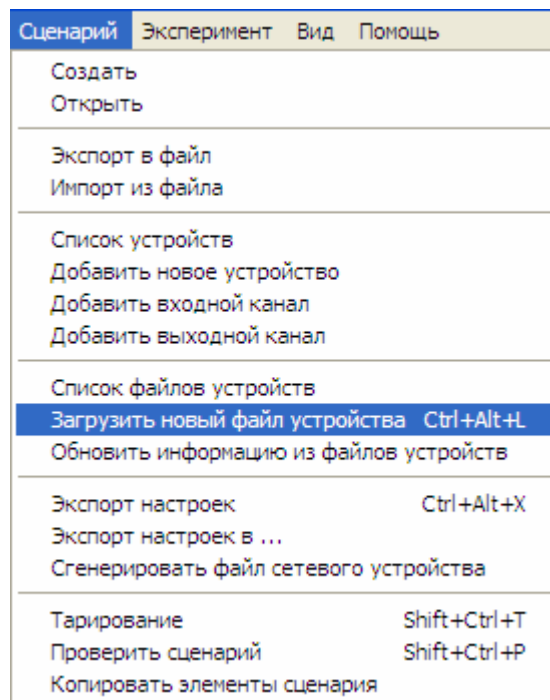 Сценарий Эксперимент Вид Помощь
Создать
Открыть
Экспорт в файл
Импорт из файла
Список устройств
Добавить новое устройство
Добавить входной канал
Добавить выходной канал
Список файлов устройств
Загрузить новый файл устройства Ctrl+Alt+L
Обновить информацию из файлов устройств
Экспорт настроек Ctrl+Alt+X
Экспорт настроек в ...
Сгенерировать файл сетевого устройства
Тарирование Shift+Ctrl+T
Проверить сценарий Shift+Ctrl+P
Копировать элементы сценария